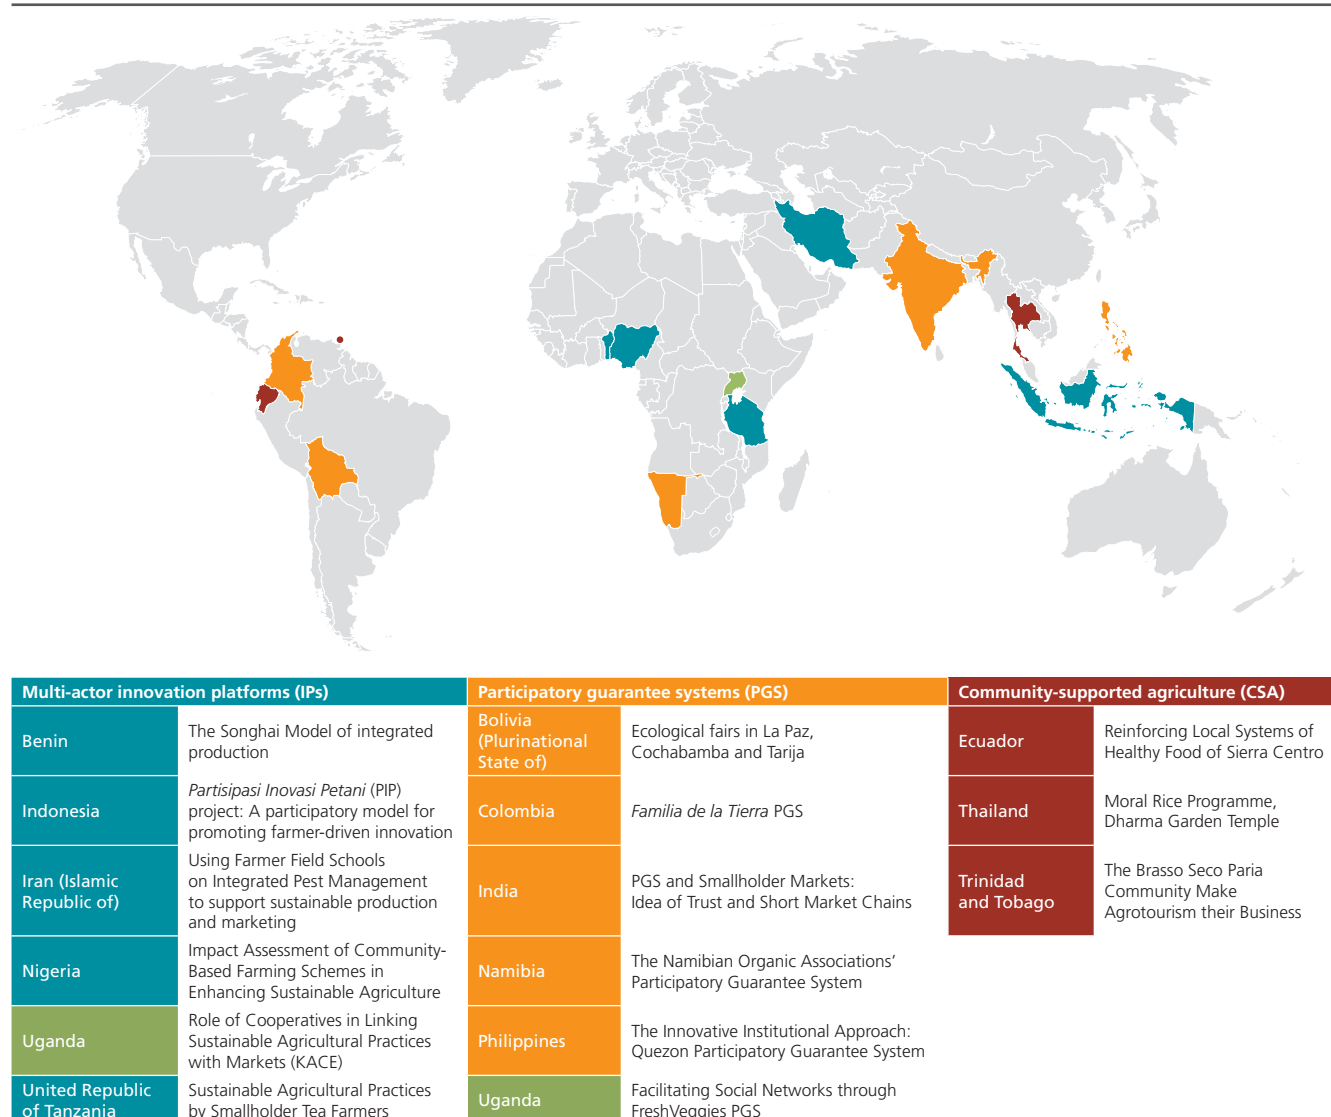 Multi-actor innovation platforms (IPs)
Benin
The Songhai Model of integrated
production
Indonesia
Partisipasi Inovasi Petani (PIP)
project: A participatory model for
promoting farmer-driven innovation
Iran (Islamic
Republic of)
Using Farmer Field Schools
on Integrated Pest Management
to support sustainable production
and marketing
Nigeria
Impact Assessment of Community-
Based Farming Schemes in
Enhancing Sustainable Agriculture
Uganda
Role of Cooperatives in Linking
Sustainable Agricultural Practices
with Markets (KACE)
United Republic
of Tanzania
Sustainable Agricultural Practices
by Smallholder Tea Farmers
Participatory guarantee systems (PGS)
Bolivia
(Plurinational
State of)
Ecological fairs in La Paz,
Cochabamba and Tarija
Colombia
Familia de la Tierra PGS
India
PGS and Smallholder Markets:
Idea of Trust and Short Market Chains
Namibia
The Namibian Organic Associations’
Participatory Guarantee System
Philippines
The Innovative Institutional Approach:
Quezon Participatory Guarantee System
Uganda
Facilitating Social Networks through
FreshVeggies PGS
Community-supported agriculture (CSA)
Ecuador
Reinforcing Local Systems of
Healthy Food of Sierra Centro
Thailand
Moral Rice Programme,
Dharma Garden Temple
Trinidad
and Tobago
The Brasso Seco Paria
Community Make
Agrotourism their Business